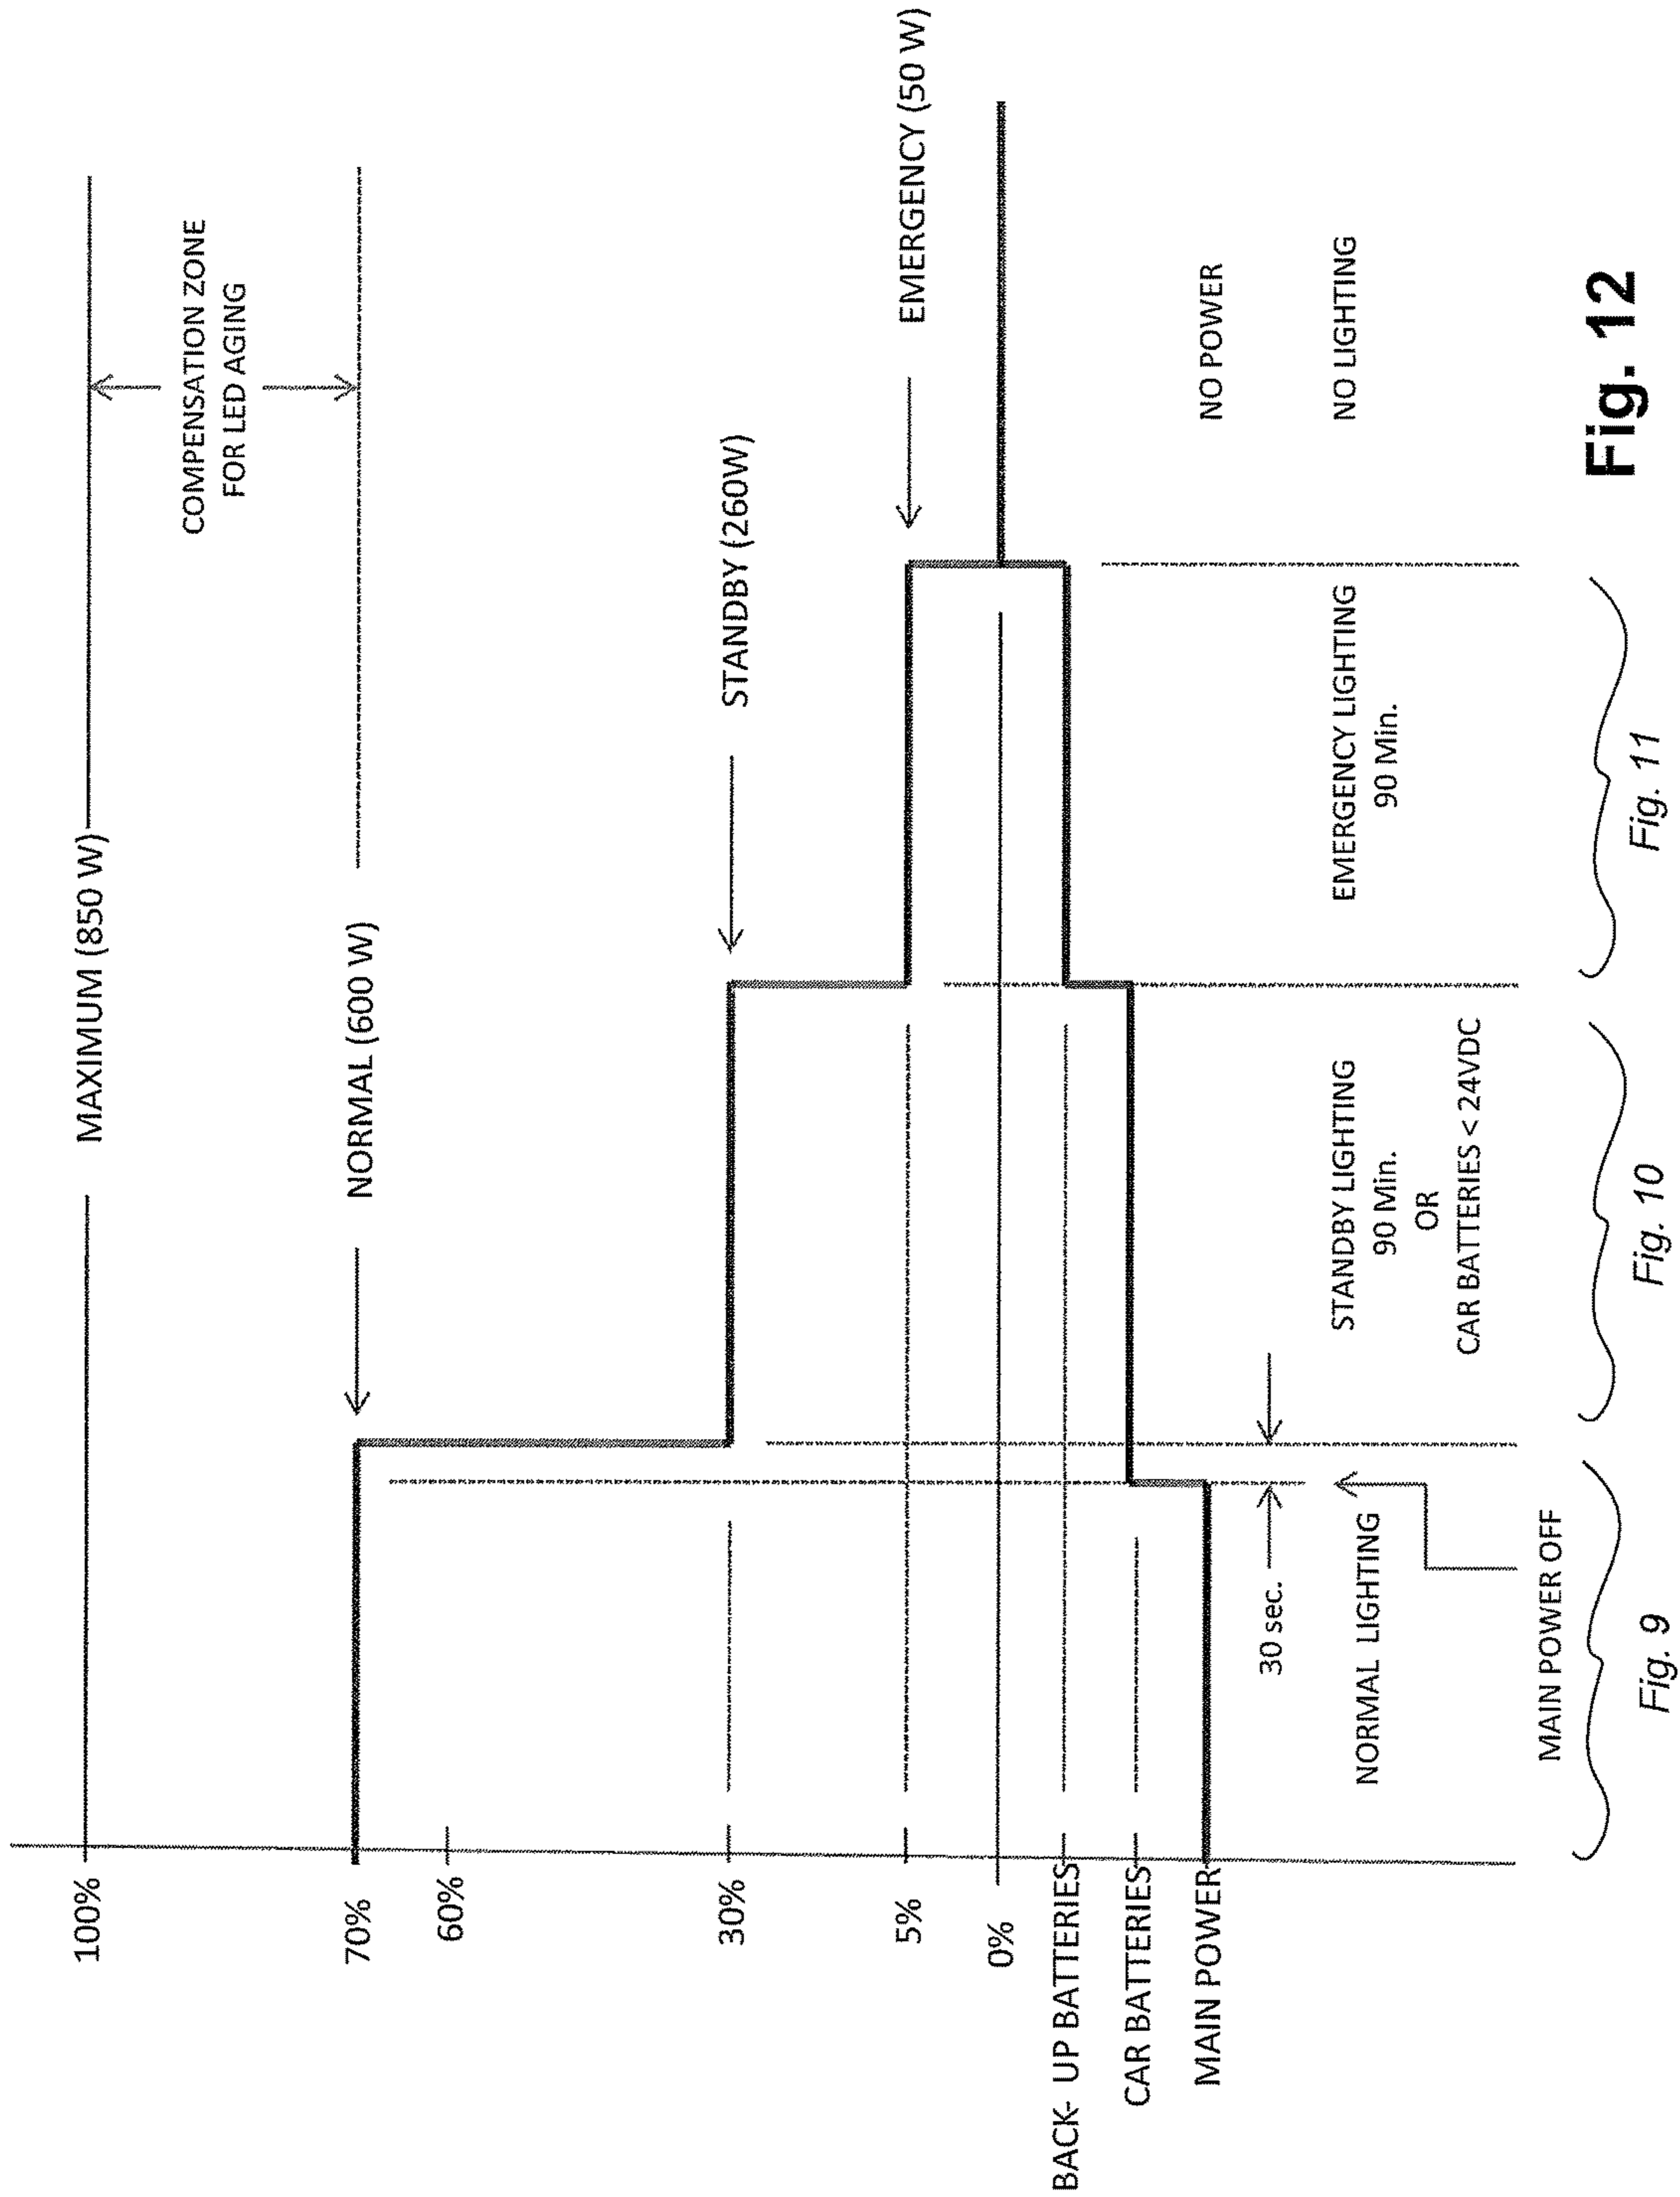 MAXIMUM (850 W)
COMPENSATION ZONE
FOR LED AGING
NORMAL (600 W)
STANDBY (260W)
EMERGENCY (50 W)
100%
70%
60%
30%
5%
0%
BACK- UP BATTERIES
CAR BATTERIES
MAIN POWER
30 sec.
NORMAL LIGHTING
MAIN POWER OFF
STANDBY LIGHTING
90 Min.
OR
CAR BATTERIES < 24VDC
EMERGENCY LIGHTING
90 Min.
NO POWER
NO LIGHTING
Fig. 9
Fig. 10
Fig. 11
Fig. 12